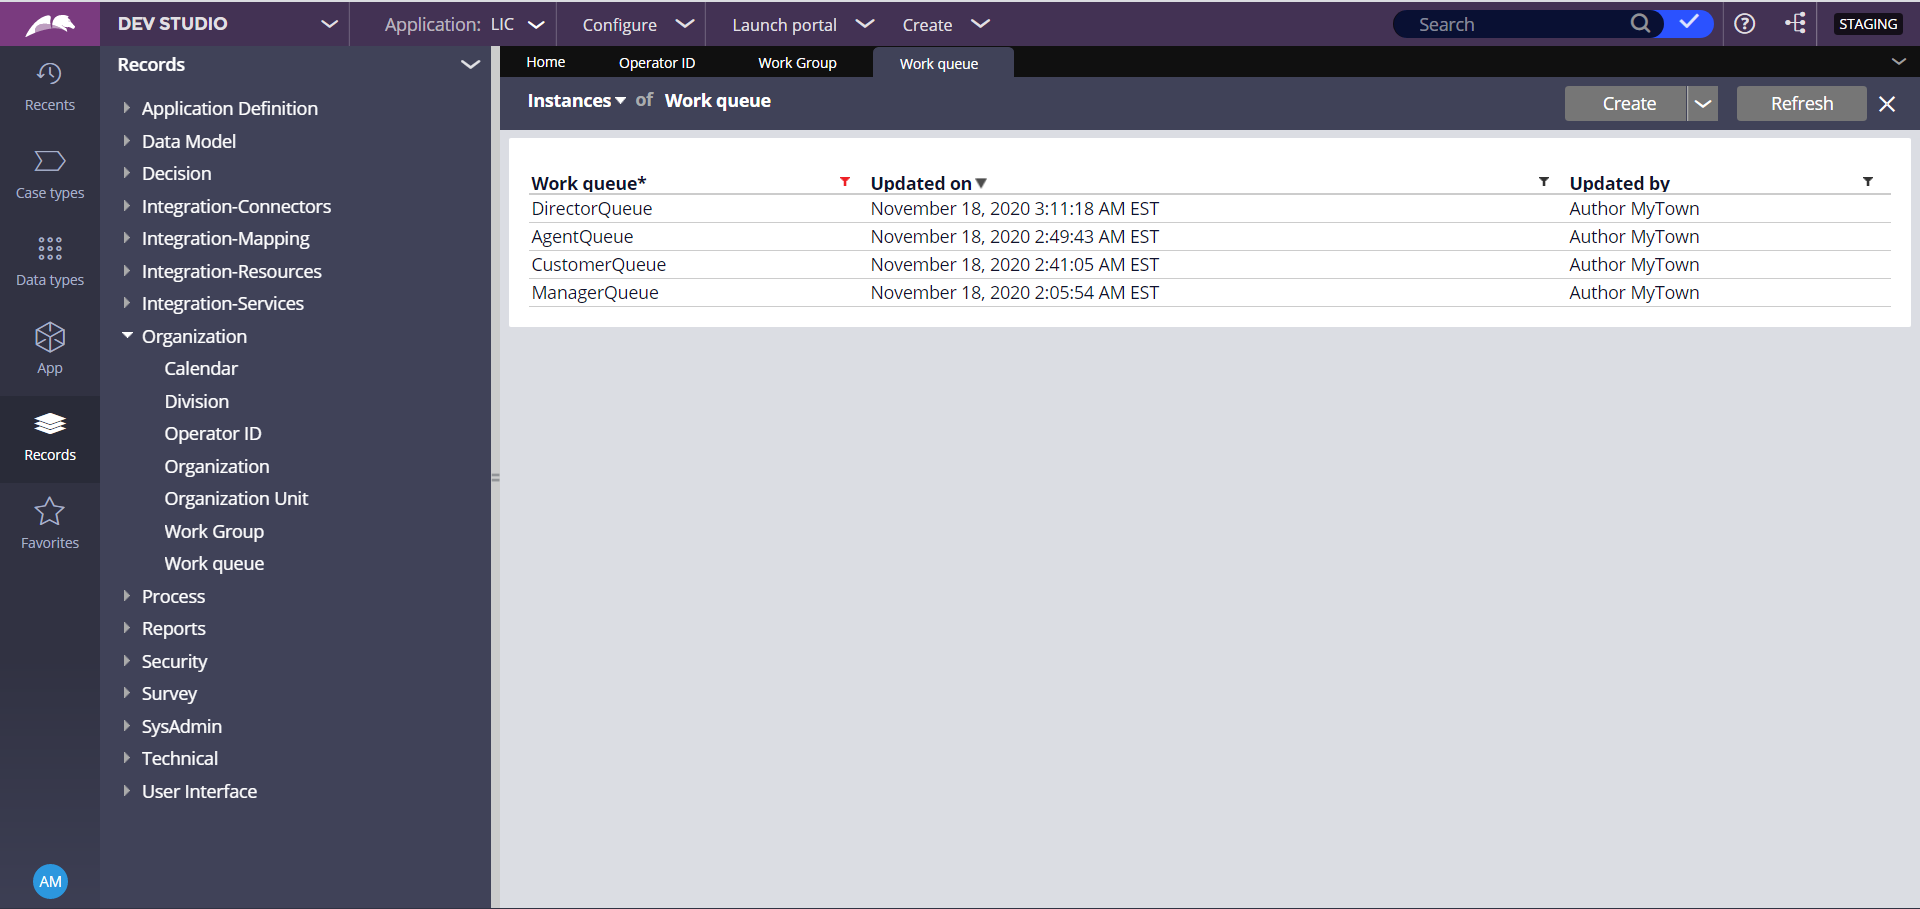 DEV STUDIO
Application: LIC
Configure
Launch portal
Create
Search
STAGING
Recents
Case types
Data types
App
Records
Favorites
AM
Records
Application Definition
Data Model
Decision
Integration-Connectors
Integration-Mapping
Integration-Resources
Integration-Services
Organization
Calendar
Division
Operator ID
Organization
Organization Unit
Work Group
Work queue
Process
Reports
Security
Survey
SysAdmin
Technical
User Interface
Home Operator ID Work Group Work queue
Instances of Work queue
Create Refresh
Work queue* Updated on Updated by
DirectorQueue November 18, 2020 3:11:18 AM EST Author MyTown
AgentQueue November 18, 2020 2:49:43 AM EST Author MyTown
CustomerQueue November 18, 2020 2:41:05 AM EST Author MyTown
ManagerQueue November 18, 2020 2:05:54 AM EST Author MyTown